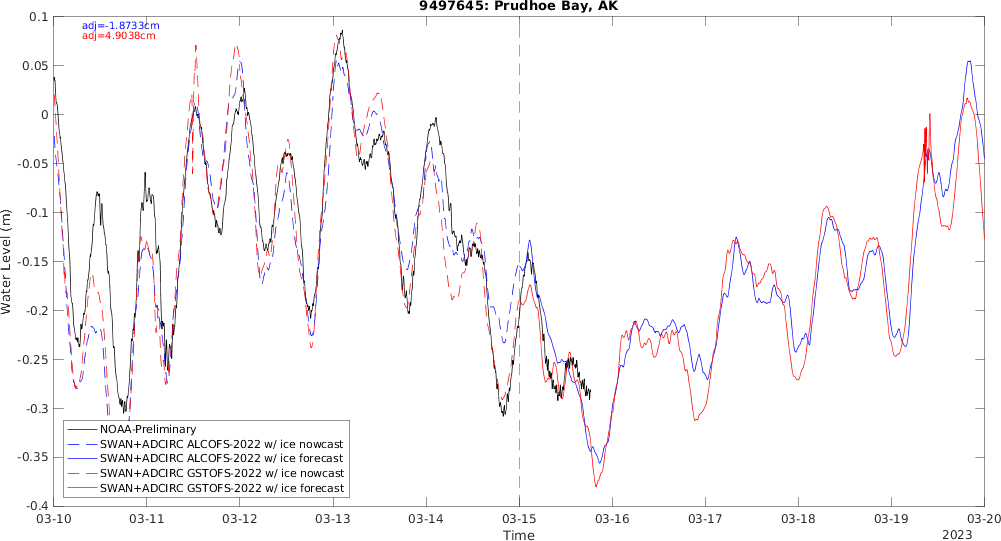 9497645: Prudhoe Bay, AK
adj=-1.8733cm
adj=4.9038cm
0.1
0.05
0
-0.05
-0.1
-0.15
-0.2
-0.25
-0.3
-0.35
-0.4
Water Level (m)
NOAA-Preliminary
SWAN+ADCIRC ALCOFS-2022 w/ ice nowcast
SWAN+ADCIRC ALCOFS-2022 w/ ice forecast
SWAN+ADCIRC GSTOFS-2022 w/ ice nowcast
SWAN+ADCIRC GSTOFS-2022 w/ ice forecast
03-10 03-11 03-12 03-13 03-14 03-15 03-16 03-17 03-18 03-19 03-20
Time
2023